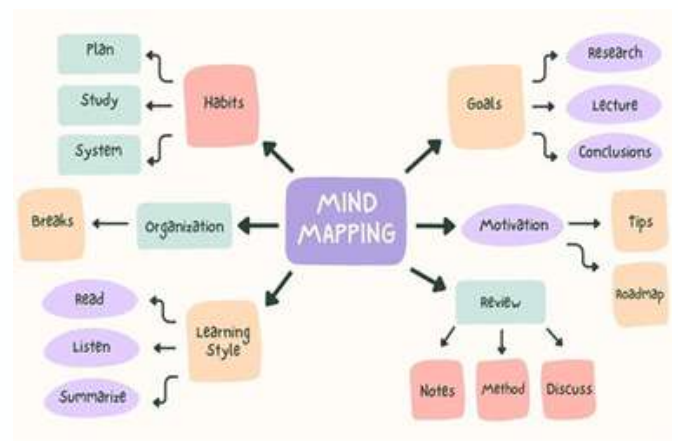 Plan
Study
System
Habits
Goals
Research
Lecture
Conclusions
MIND
MAPPING
Breaks
Organization
Motivation
Tips
Roadmap
Read
Listen
Summarize
Learning
Style
Review
Notes
Method
Discuss